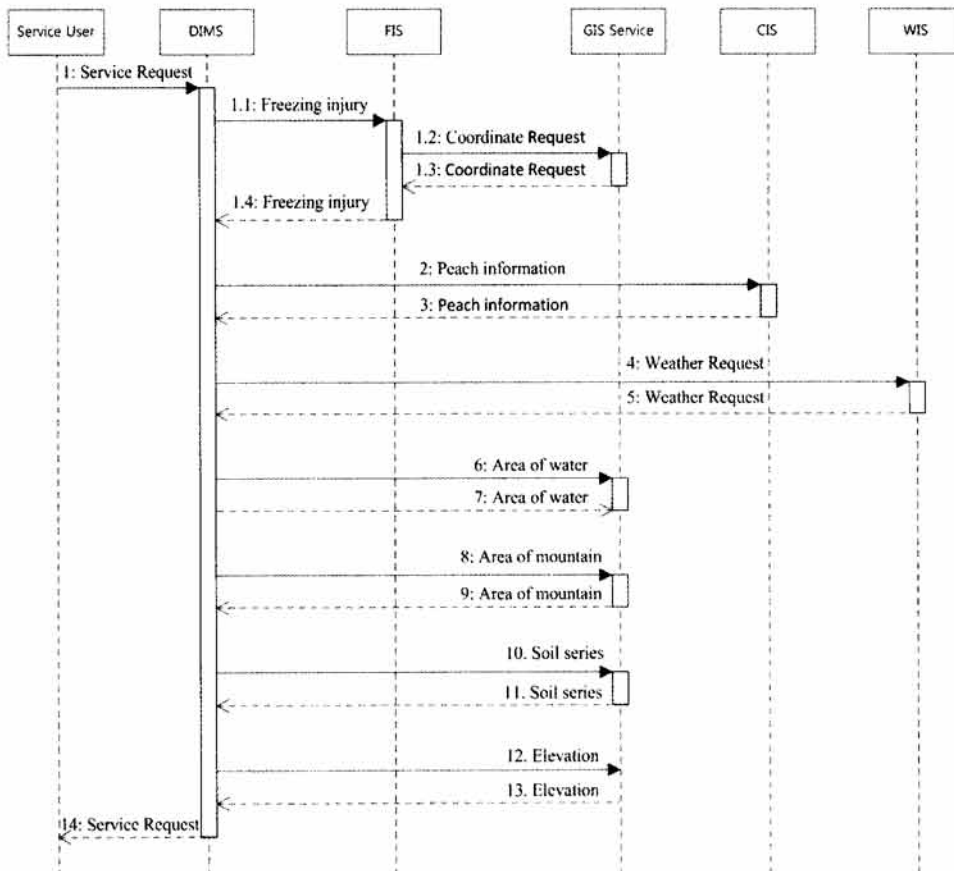 Service User
DIMS
FIS
GIS Service
CIS
WIS
1: Service Request
1.1: Freezing injury
1.2: Coordinate Request
1.3: Coordinate Request
1.4: Freezing injury
2: Peach information
3: Peach information
4: Weather Request
5: Weather Request
6: Area of water
7: Area of water
8: Area of mountain
9: Area of mountain
10. Soil series
11. Soil series
12. Elevation
13. Elevation
14: Service Request